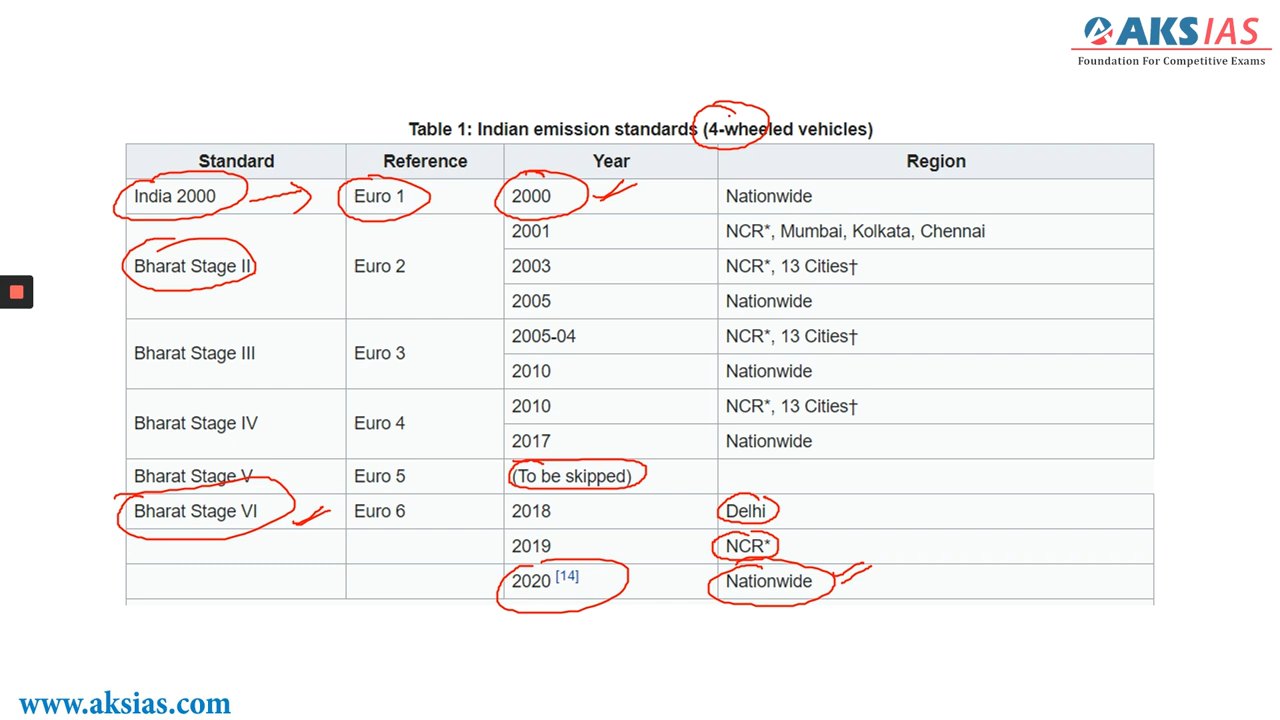 AKS IAS
Foundation For Competitive Exams
Table 1: Indian emission standards (4-wheeled vehicles)
Standard Reference Year Region
India 2000 Euro 1 2000 Nationwide
Bharat Stage II Euro 2 2001 NCR*, Mumbai, Kolkata, Chennai
2003 NCR*, 13 Cities†
2005 Nationwide
Bharat Stage III Euro 3 2005-04 NCR*, 13 Cities†
2010 Nationwide
Bharat Stage IV Euro 4 2010 NCR*, 13 Cities†
2017 Nationwide
Bharat Stage V Euro 5 (To be skipped)
Bharat Stage VI Euro 6 2018 Delhi
2019 NCR*
2020 [14] Nationwide
www.aksias.com